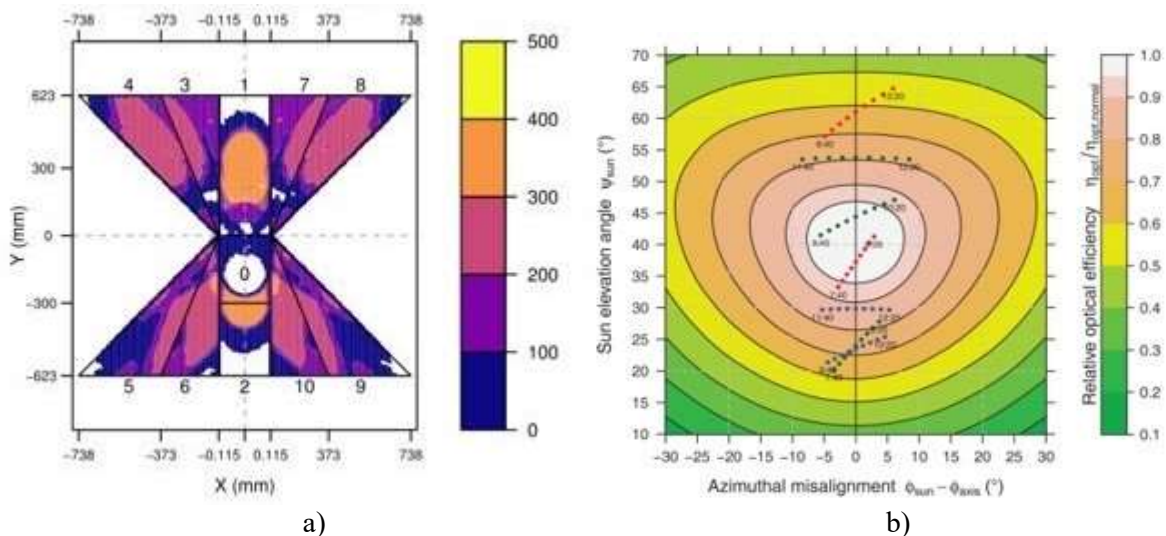 −738 −373 −0.115 0.115 373 738
4 3 1 7 8
623
300
0
−300
−623
Y (mm)
0
5 6 2 10 9
−738 −373 −0.115 0.115 373 738
X (mm)
500
400
300
200
100
0
a)
70
65
60
55
50
45
40
35
30
25
20
15
10
Sun elevation angle ψsun (°)
−30 −25 −20 −15 −10 −5 0 5 10 15 20 25 30
Azimuthal misalignment ϕsun − ϕaxis (°)
1.0
0.9
0.8
0.7
0.6
0.5
0.4
0.3
0.2
0.1
Relative optical efficiency ηopt/ηopt,normal
b)